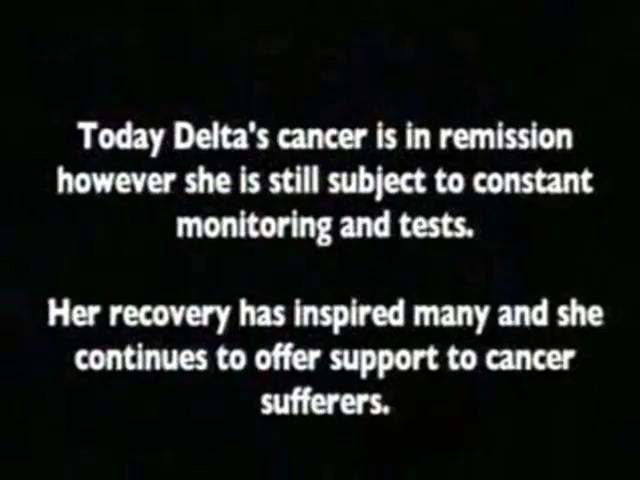 Today Delta's cancer is in remission
however she is still subject to constant
monitoring and tests.
Her recovery has inspired many and she
continues to offer support to cancer
sufferers.